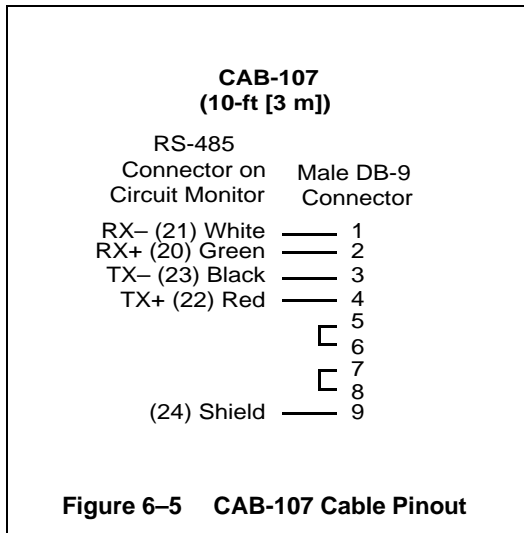 CAB-107
(10-ft [3 m])
RS-485
Connector on
Circuit Monitor
Male DB-9
Connector
RX– (21) White 1
RX+ (20) Green 2
TX– (23) Black 3
TX+ (22) Red 4
5
6
7
8
(24) Shield 9
Figure 6–5 CAB-107 Cable Pinout